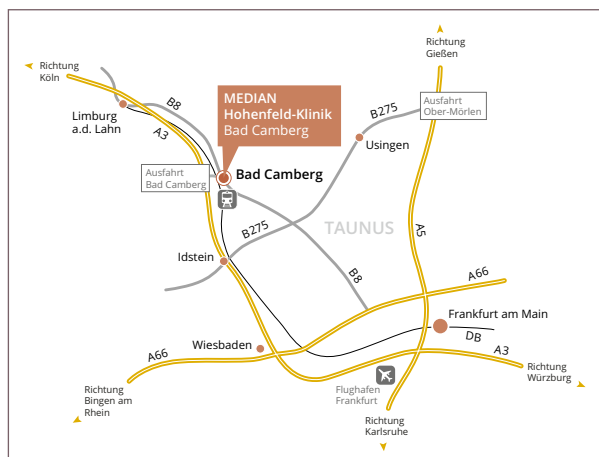 Richtung
Gießen
Richtung
Köln
B8
MEDIAN
Hohenfeld-Klinik
Bad Camberg
B275
Ausfahrt
Ober-Mörlen
Limburg
a.d. Lahn
A3
Usingen
Ausfahrt
Bad Camberg
Bad Camberg
B275
TAUNUS
A5
Idstein
B8
A66
Frankfurt am Main
DB
Wiesbaden
A66
A3
Richtung
Würzburg
Richtung
Bingen am
Rhein
Flughafen
Frankfurt
Richtung
Karlsruhe